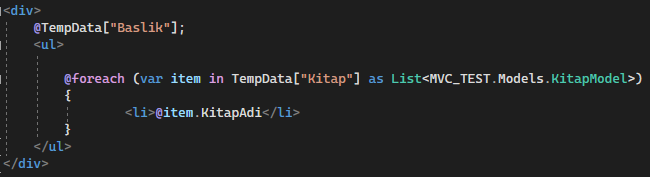 <div>
@TempData["Baslik"];
<ul>
@foreach (var item in TempData["Kitap"] as List<MVC_TEST.Models.KitapModel>)
{
<li>@item.KitapAdi</li>
}
</ul>
</div>